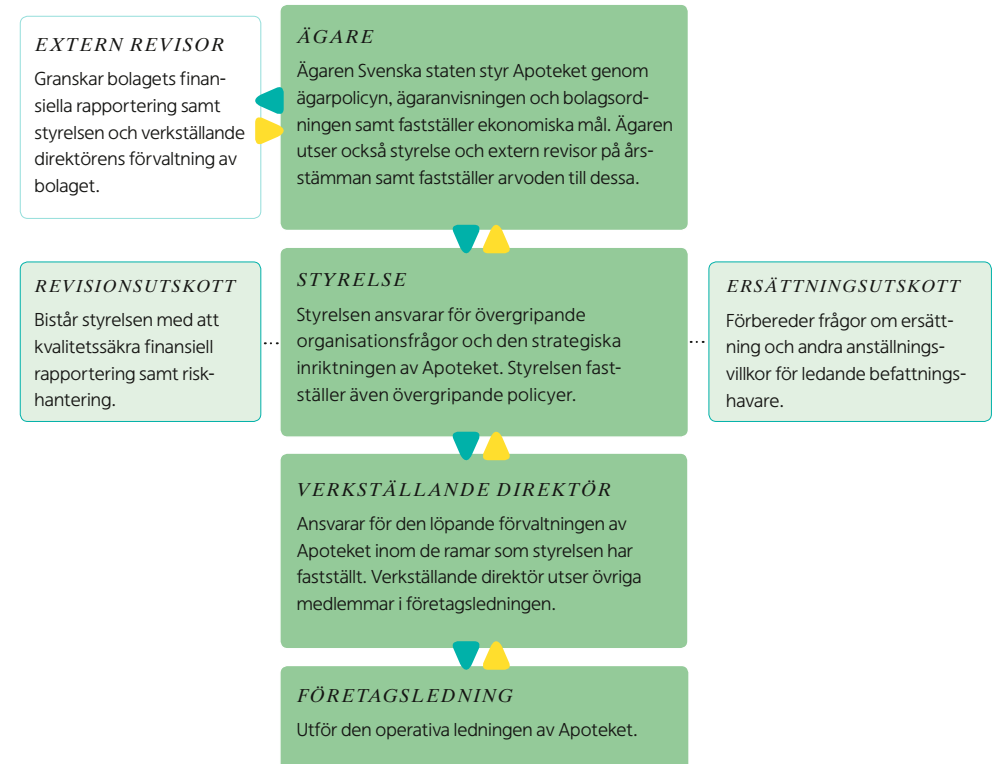 EXTERN REVISOR
Granskar bolagets finan-
siella rapportering samt
styrelsen och verkställande
direktörens förvaltning av
bolaget.
ÄGARE
Ägaren Svenska staten styr Apoteket genom
ägarpolicyn, ägaranvisningen och bolagsord-
ningen samt fastställer ekonomiska mål. Ägaren
utser också styrelse och extern revisor på års-
stämman samt fastställer arvoden till dessa.
REVISIONSUTSKOTT
Bistår styrelsen med att
kvalitetssäkra finansiell
rapportering samt risk-
hantering.
STYRELSE
Styrelsen ansvarar för övergripande
organisationsfrågor och den strategiska
inriktningen av Apoteket. Styrelsen fast-
ställer även övergripande policyer.
ERSÄTTNINGSUTSKOTT
Förbereder frågor om ersätt-
ning och andra anställnings-
villkor för ledande befattnings-
havare.
VERKSTÄLLANDE DIREKTÖR
Ansvarar för den löpande förvaltningen av
Apoteket inom de ramar som styrelsen har
fastställt. Verkställande direktör utser övriga
medlemmar i företagsledningen.
FÖRETAGSLEDNING
Utför den operativa ledningen av Apoteket.